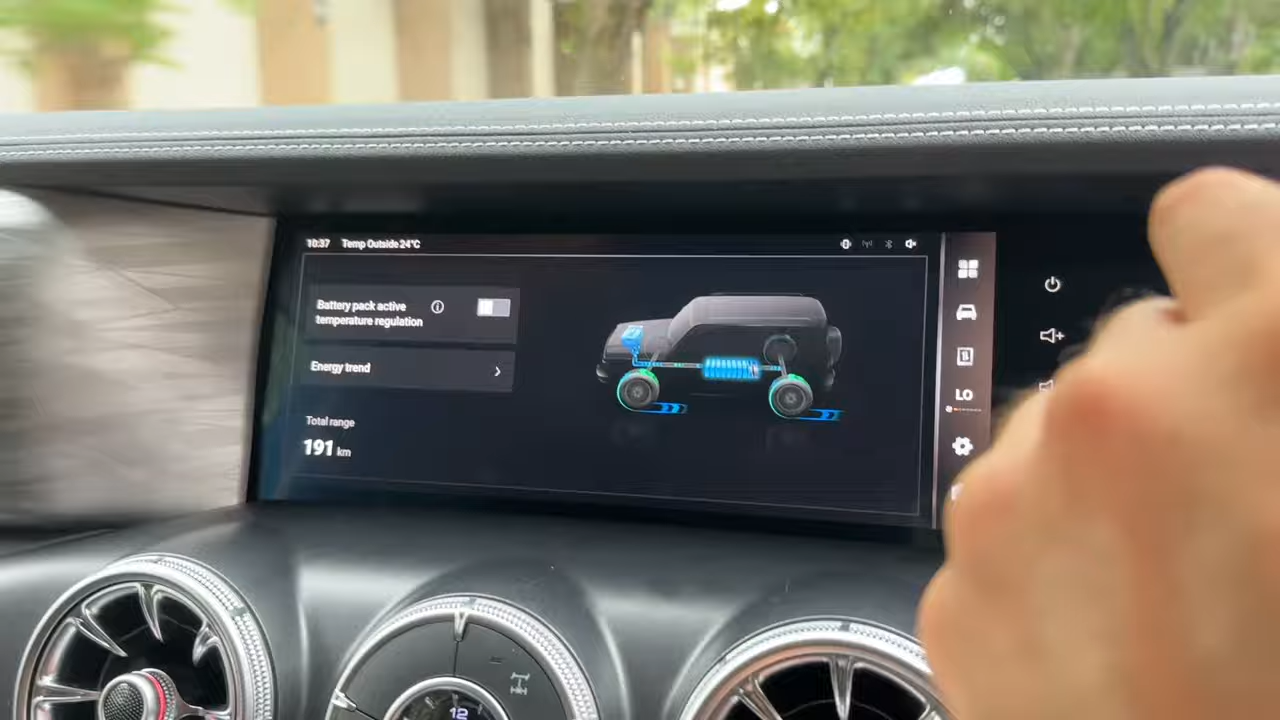 10:37 Temp Outside 24°C
Battery pack active
temperature regulation
Energy trend
Total range
191 km
LO
12